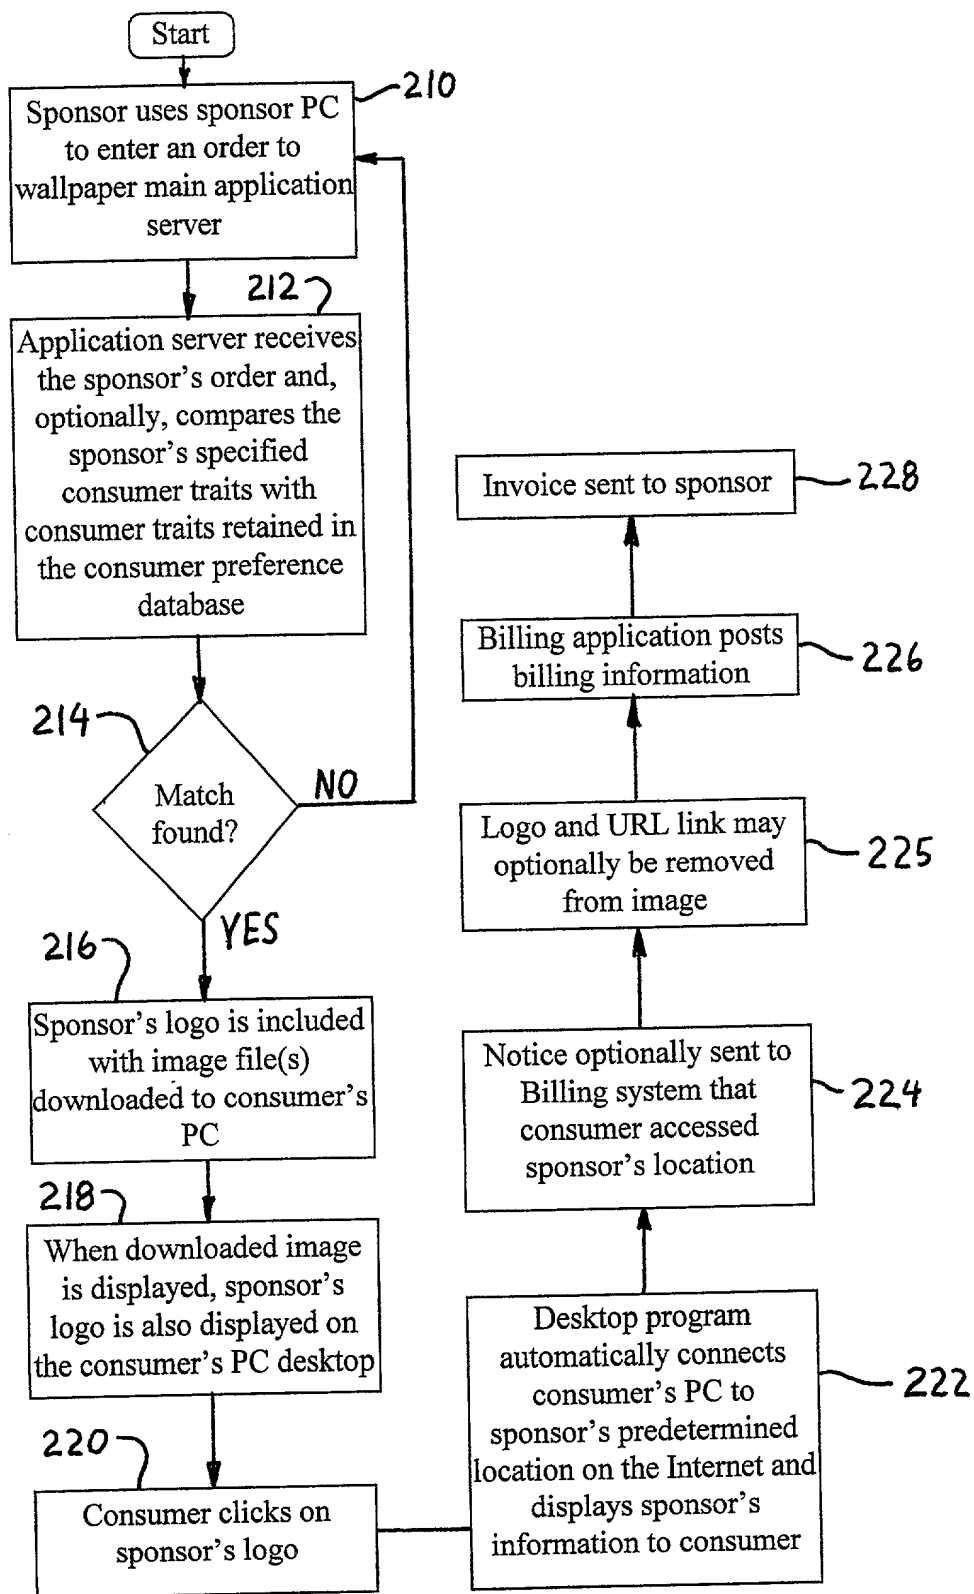 Start
210
Sponsor uses sponsor PC
to enter an order to
wallpaper main application
server
212
Application server receives
the sponsor's order and,
optionally, compares the
sponsor's specified
consumer traits with
consumer traits retained in
the consumer preference
database
214
Match
found?
NO
YES
216
Sponsor's logo is included
with image file(s)
downloaded to consumer's
PC
218
When downloaded image
is displayed, sponsor's
logo is also displayed on
the consumer's PC desktop
220
Consumer clicks on
sponsor's logo
Desktop program
automatically connects
consumer's PC to
sponsor's predetermined
location on the Internet and
displays sponsor's
information to consumer
222
Notice optionally sent to
Billing system that
consumer accessed
sponsor's location
224
Logo and URL link may
optionally be removed
from image
225
Billing application posts
billing information
226
Invoice sent to sponsor
228